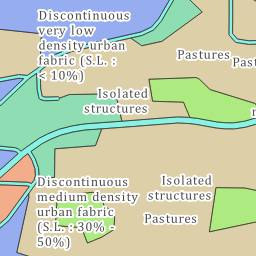 Discontinuous
very low
density urban
fabric (S.L. :
< 10%)
Pastures
Isolated
structures
Isolated
structures
Discontinuous
medium density
urban fabric
(S.L. : 30% -
50%)
Pastures